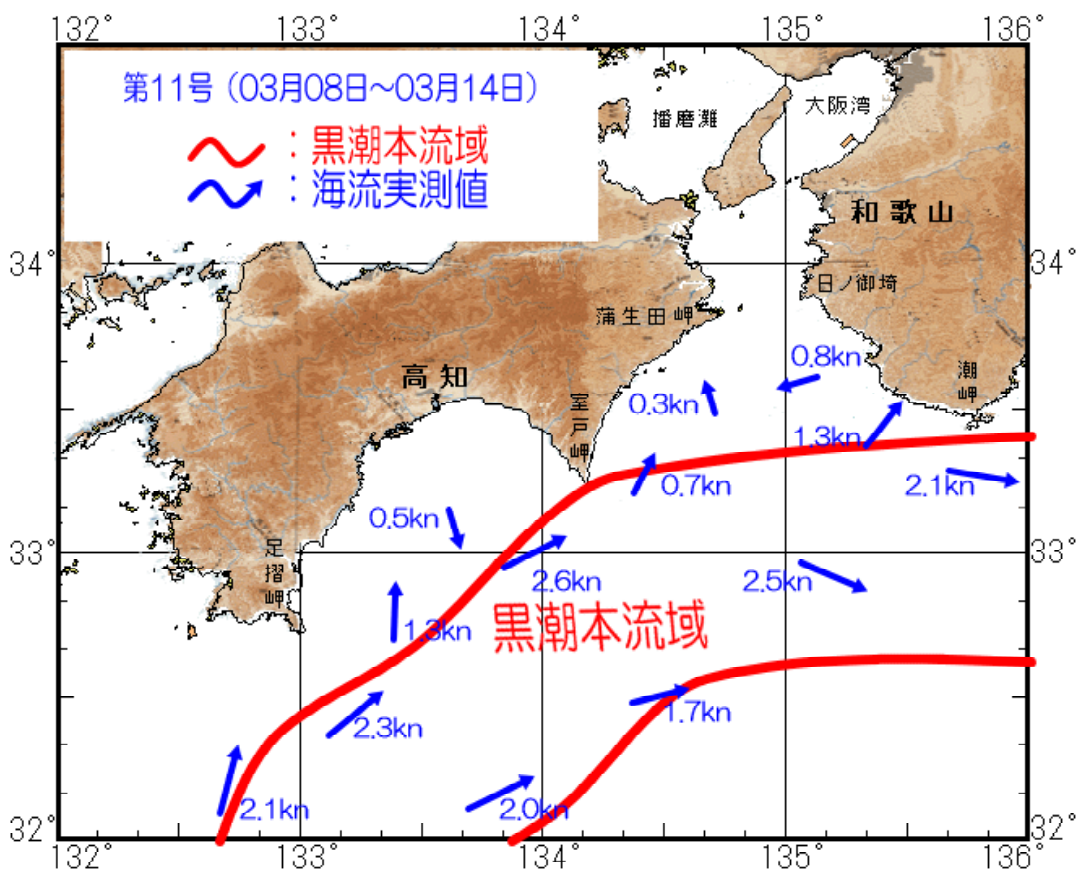 132° 133° 134° 135° 136°
第11号（03月08日～03月14日）
：黒潮本流域
：海流実測値
播磨灘
大阪湾
和歌山
34° 34°
日ノ御埼
蒲生田岬
0.8kn
潮岬
高知
室戸岬
0.3kn
1.3kn
0.7kn
2.1kn
0.5kn
33° 33°
足摺岬
2.6kn
2.5kn
1.3kn
黒潮本流域
2.3kn
1.7kn
2.1kn
2.0kn
32° 32°
132° 133° 134° 135° 136°